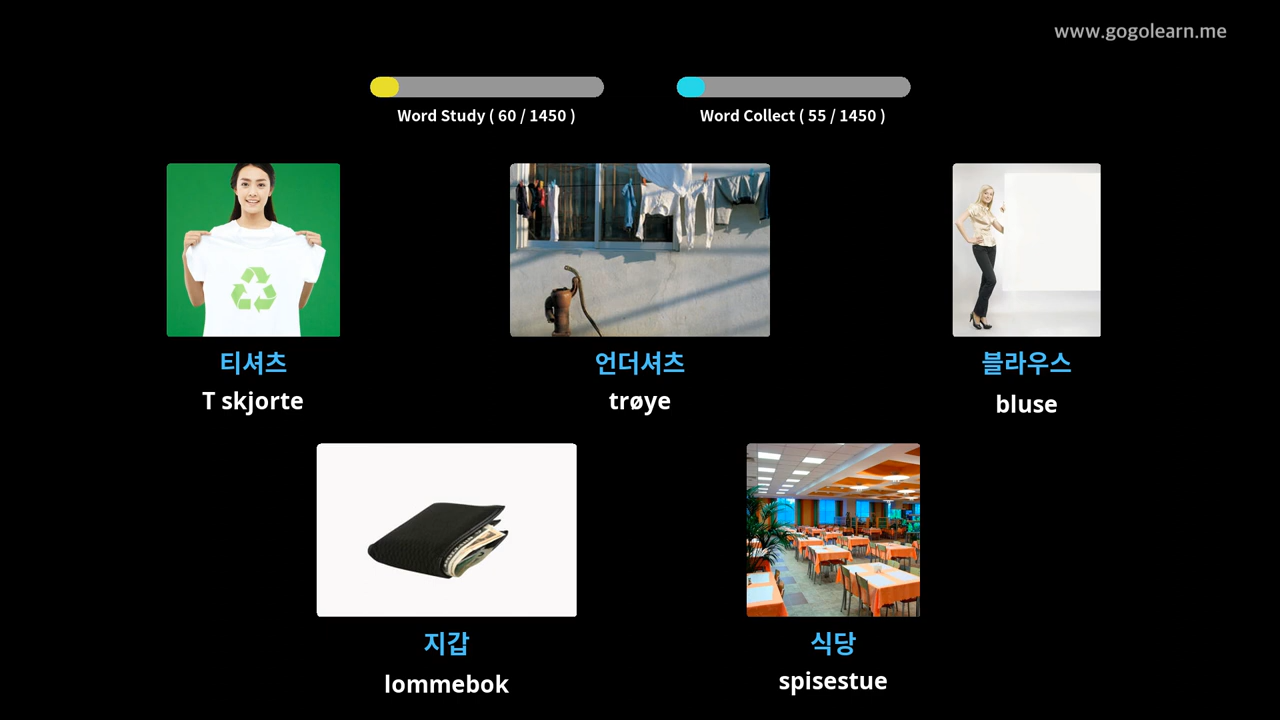 www.gogolearn.me
Word Study ( 60 / 1450 )
Word Collect ( 55 / 1450 )
티셔츠
T skjorte
언더셔츠
trøye
블라우스
bluse
지갑
lommebok
식당
spisestue